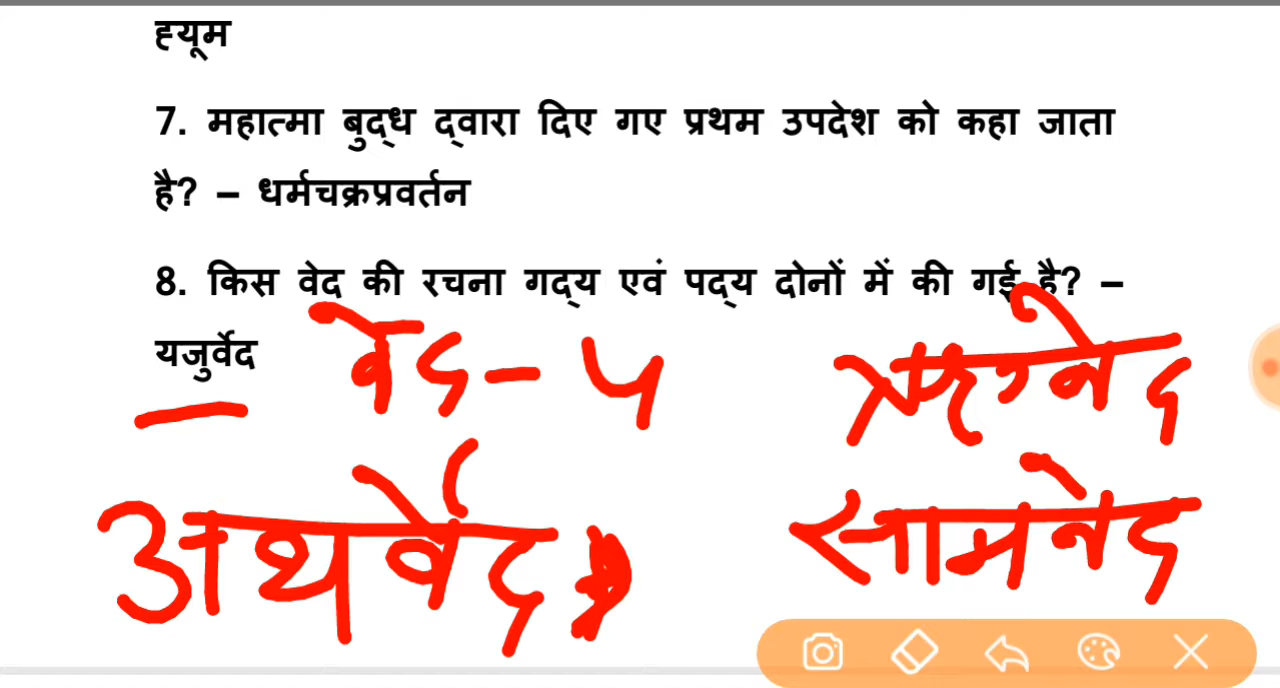 ह्यूम
7. महात्मा बुद्ध द्वारा दिए गए प्रथम उपदेश को कहा जाता
है? – धर्मचक्रप्रवर्तन
8. किस वेद की रचना गद्य एवं पद्य दोनों में की गई है? –
यजुर्वेद
वेद - 4
ऋग्वेद
अथर्वेद
सामवेद